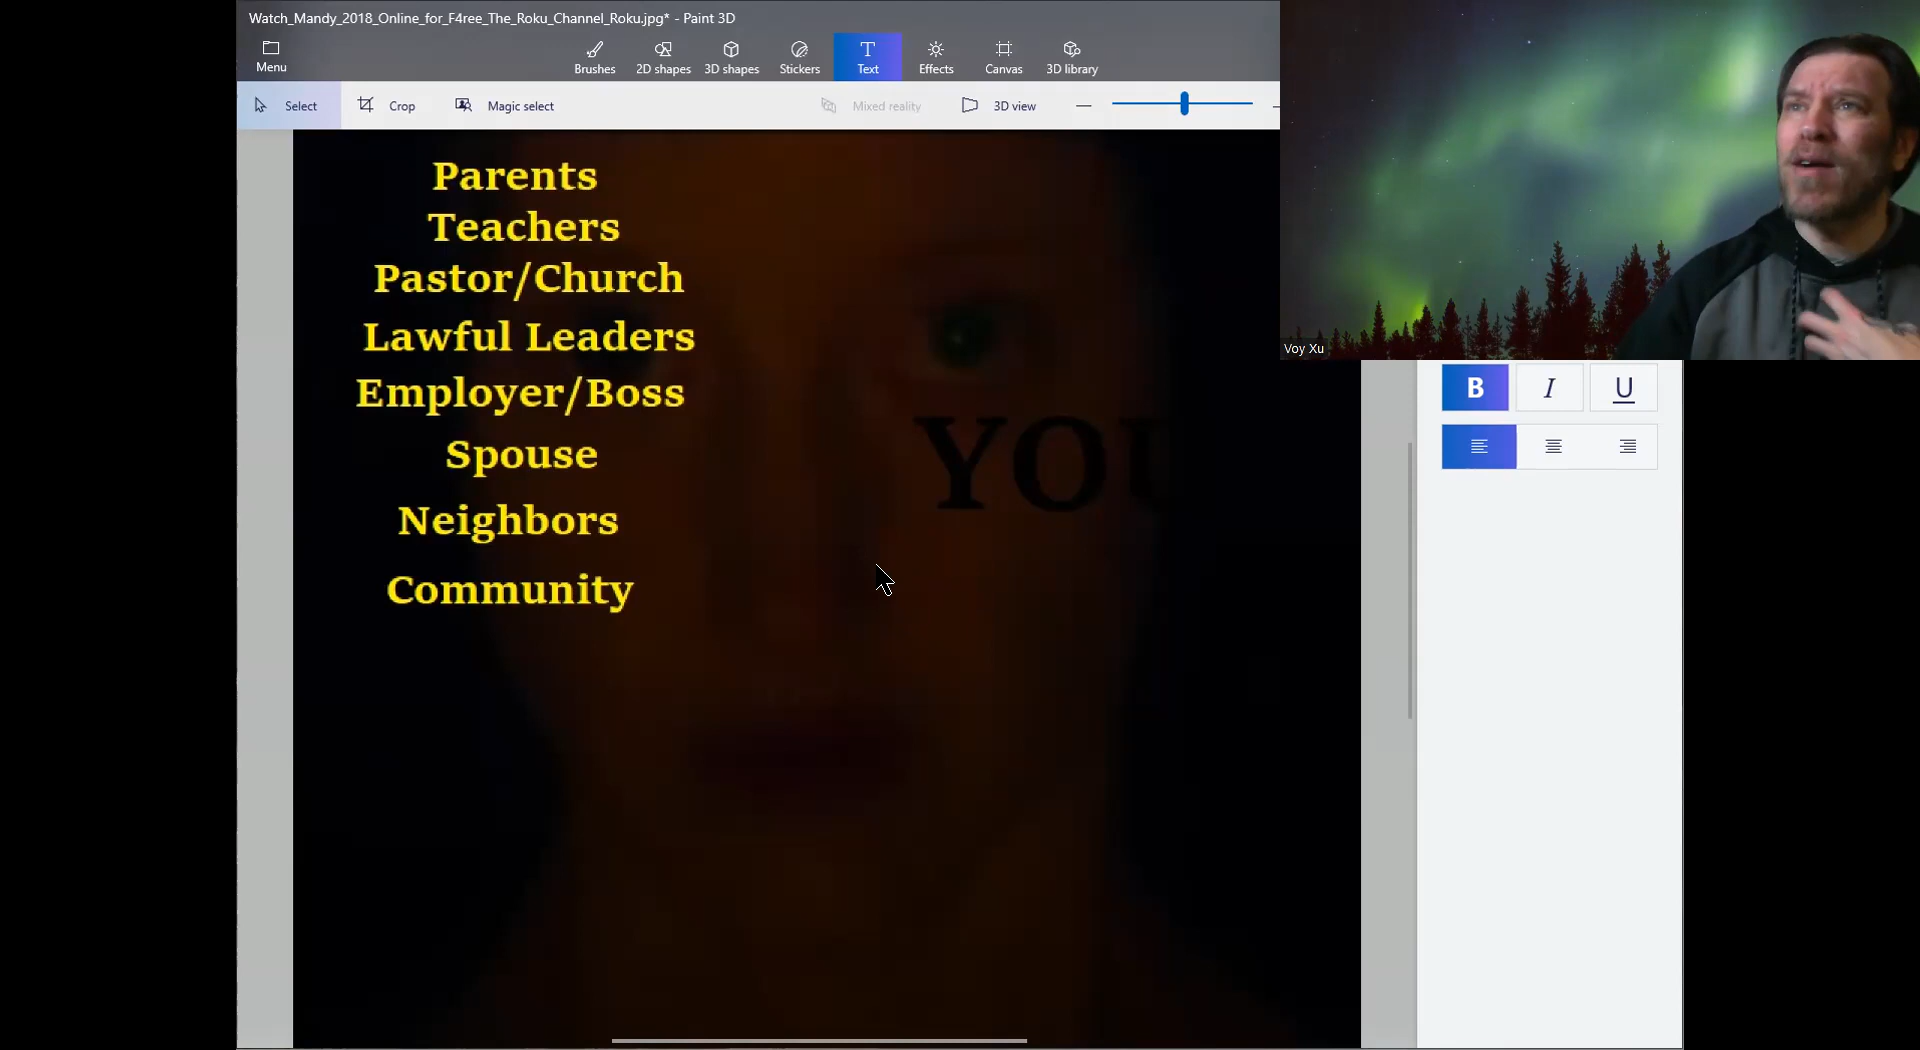 Watch_Mandy_2018_Online_for_F4ree_The_Roku_Channel_Roku.jpg* - Paint 3D
Menu
Brushes
2D shapes
3D shapes
Stickers
Text
Effects
Canvas
3D library
Select
Crop
Magic select
Mixed reality
3D view
Parents
Teachers
Pastor/Church
Lawful Leaders
Employer/Boss
Spouse
Neighbors
Community
YOU
Voy Xu
B I U